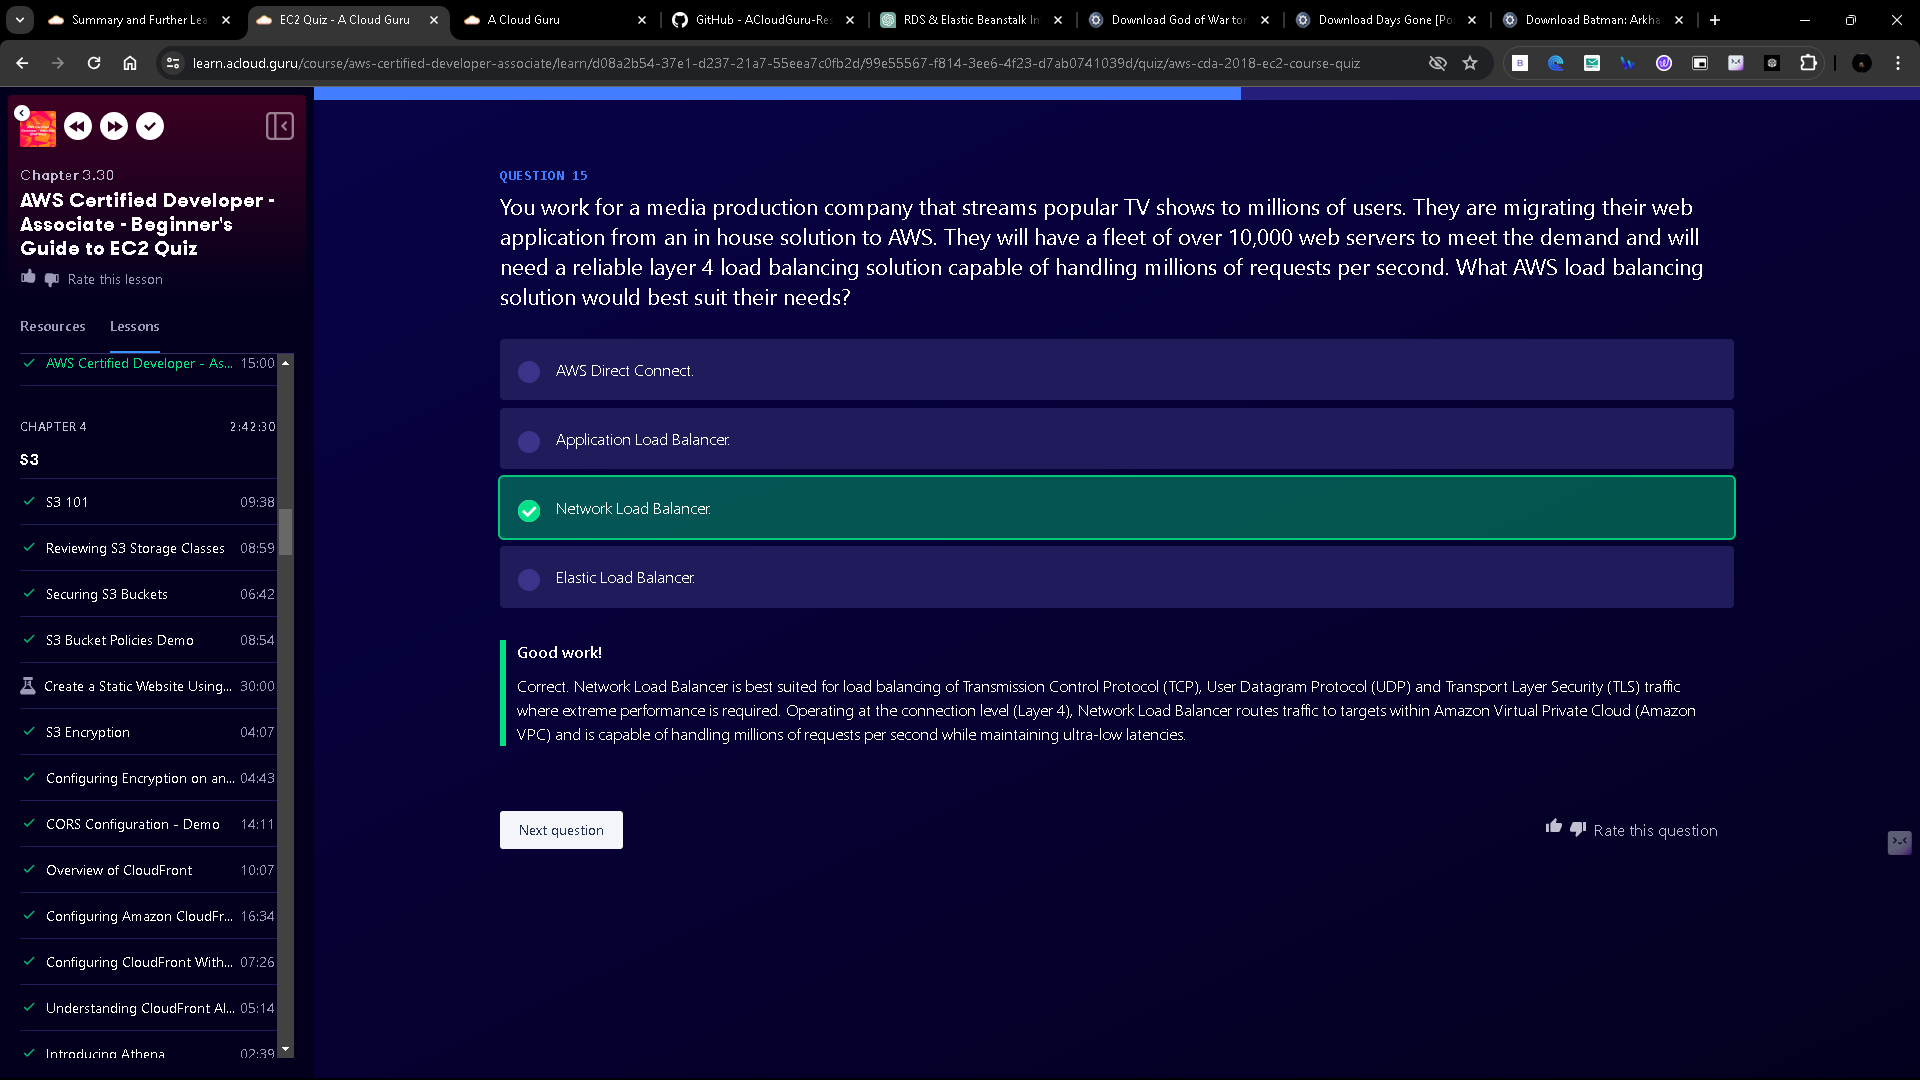 Summary and Further Lea
EC2 Quiz - A Cloud Guru
A Cloud Guru
GitHub - ACloudGuru-Res
RDS & Elastic Beanstalk In
Download God of War tor
Download Days Gone [Po
Download Batman: Arkha
learn.acloud.guru/course/aws-certified-developer-associate/learn/d08a2b54-37e1-d237-21a7-55eea7c0fb2d/99e55567-f814-3ee6-4f23-d7ab0741039d/quiz/aws-cda-2018-ec2-course-quiz
Chapter 3.30
AWS Certified Developer -
Associate - Beginner's
Guide to EC2 Quiz
Rate this lesson
Resources Lessons
AWS Certified Developer - As... 15:00
CHAPTER 4 2:42:30
S3
S3 101 09:38
Reviewing S3 Storage Classes 08:59
Securing S3 Buckets 06:42
S3 Bucket Policies Demo 08:54
Create a Static Website Using... 30:00
S3 Encryption 04:07
Configuring Encryption on an... 04:43
CORS Configuration - Demo 14:11
Overview of CloudFront 10:07
Configuring Amazon CloudFr... 16:34
Configuring CloudFront With... 07:26
Understanding CloudFront Al... 05:14
Introducing Athena 02:39
QUESTION 15
You work for a media production company that streams popular TV shows to millions of users. They are migrating their web
application from an in house solution to AWS. They will have a fleet of over 10,000 web servers to meet the demand and will
need a reliable layer 4 load balancing solution capable of handling millions of requests per second. What AWS load balancing
solution would best suit their needs?
AWS Direct Connect.
Application Load Balancer.
Network Load Balancer.
Elastic Load Balancer.
Good work!
Correct. Network Load Balancer is best suited for load balancing of Transmission Control Protocol (TCP), User Datagram Protocol (UDP) and Transport Layer Security (TLS) traffic
where extreme performance is required. Operating at the connection level (Layer 4), Network Load Balancer routes traffic to targets within Amazon Virtual Private Cloud (Amazon
VPC) and is capable of handling millions of requests per second while maintaining ultra-low latencies.
Next question
Rate this question